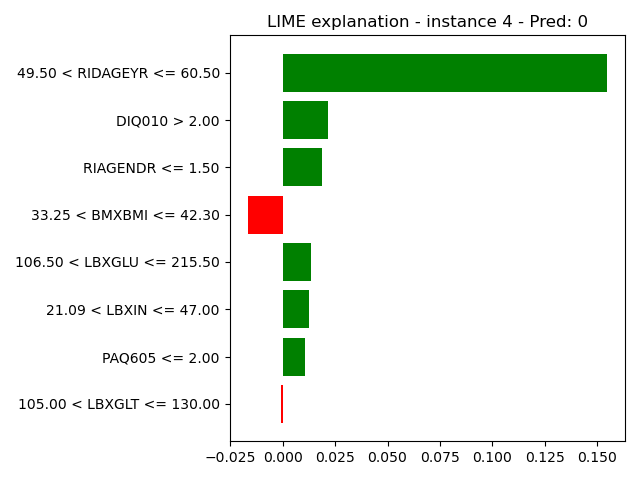 LIME explanation - instance 4 - Pred: 0
49.50 < RIDAGEYR <= 60.50
DIQ010 > 2.00
RIAGENDR <= 1.50
33.25 < BMXBMI <= 42.30
106.50 < LBXGLU <= 215.50
21.09 < LBXIN <= 47.00
PAQ605 <= 2.00
105.00 < LBXGLT <= 130.00
−0.025 0.000 0.025 0.050 0.075 0.100 0.125 0.150